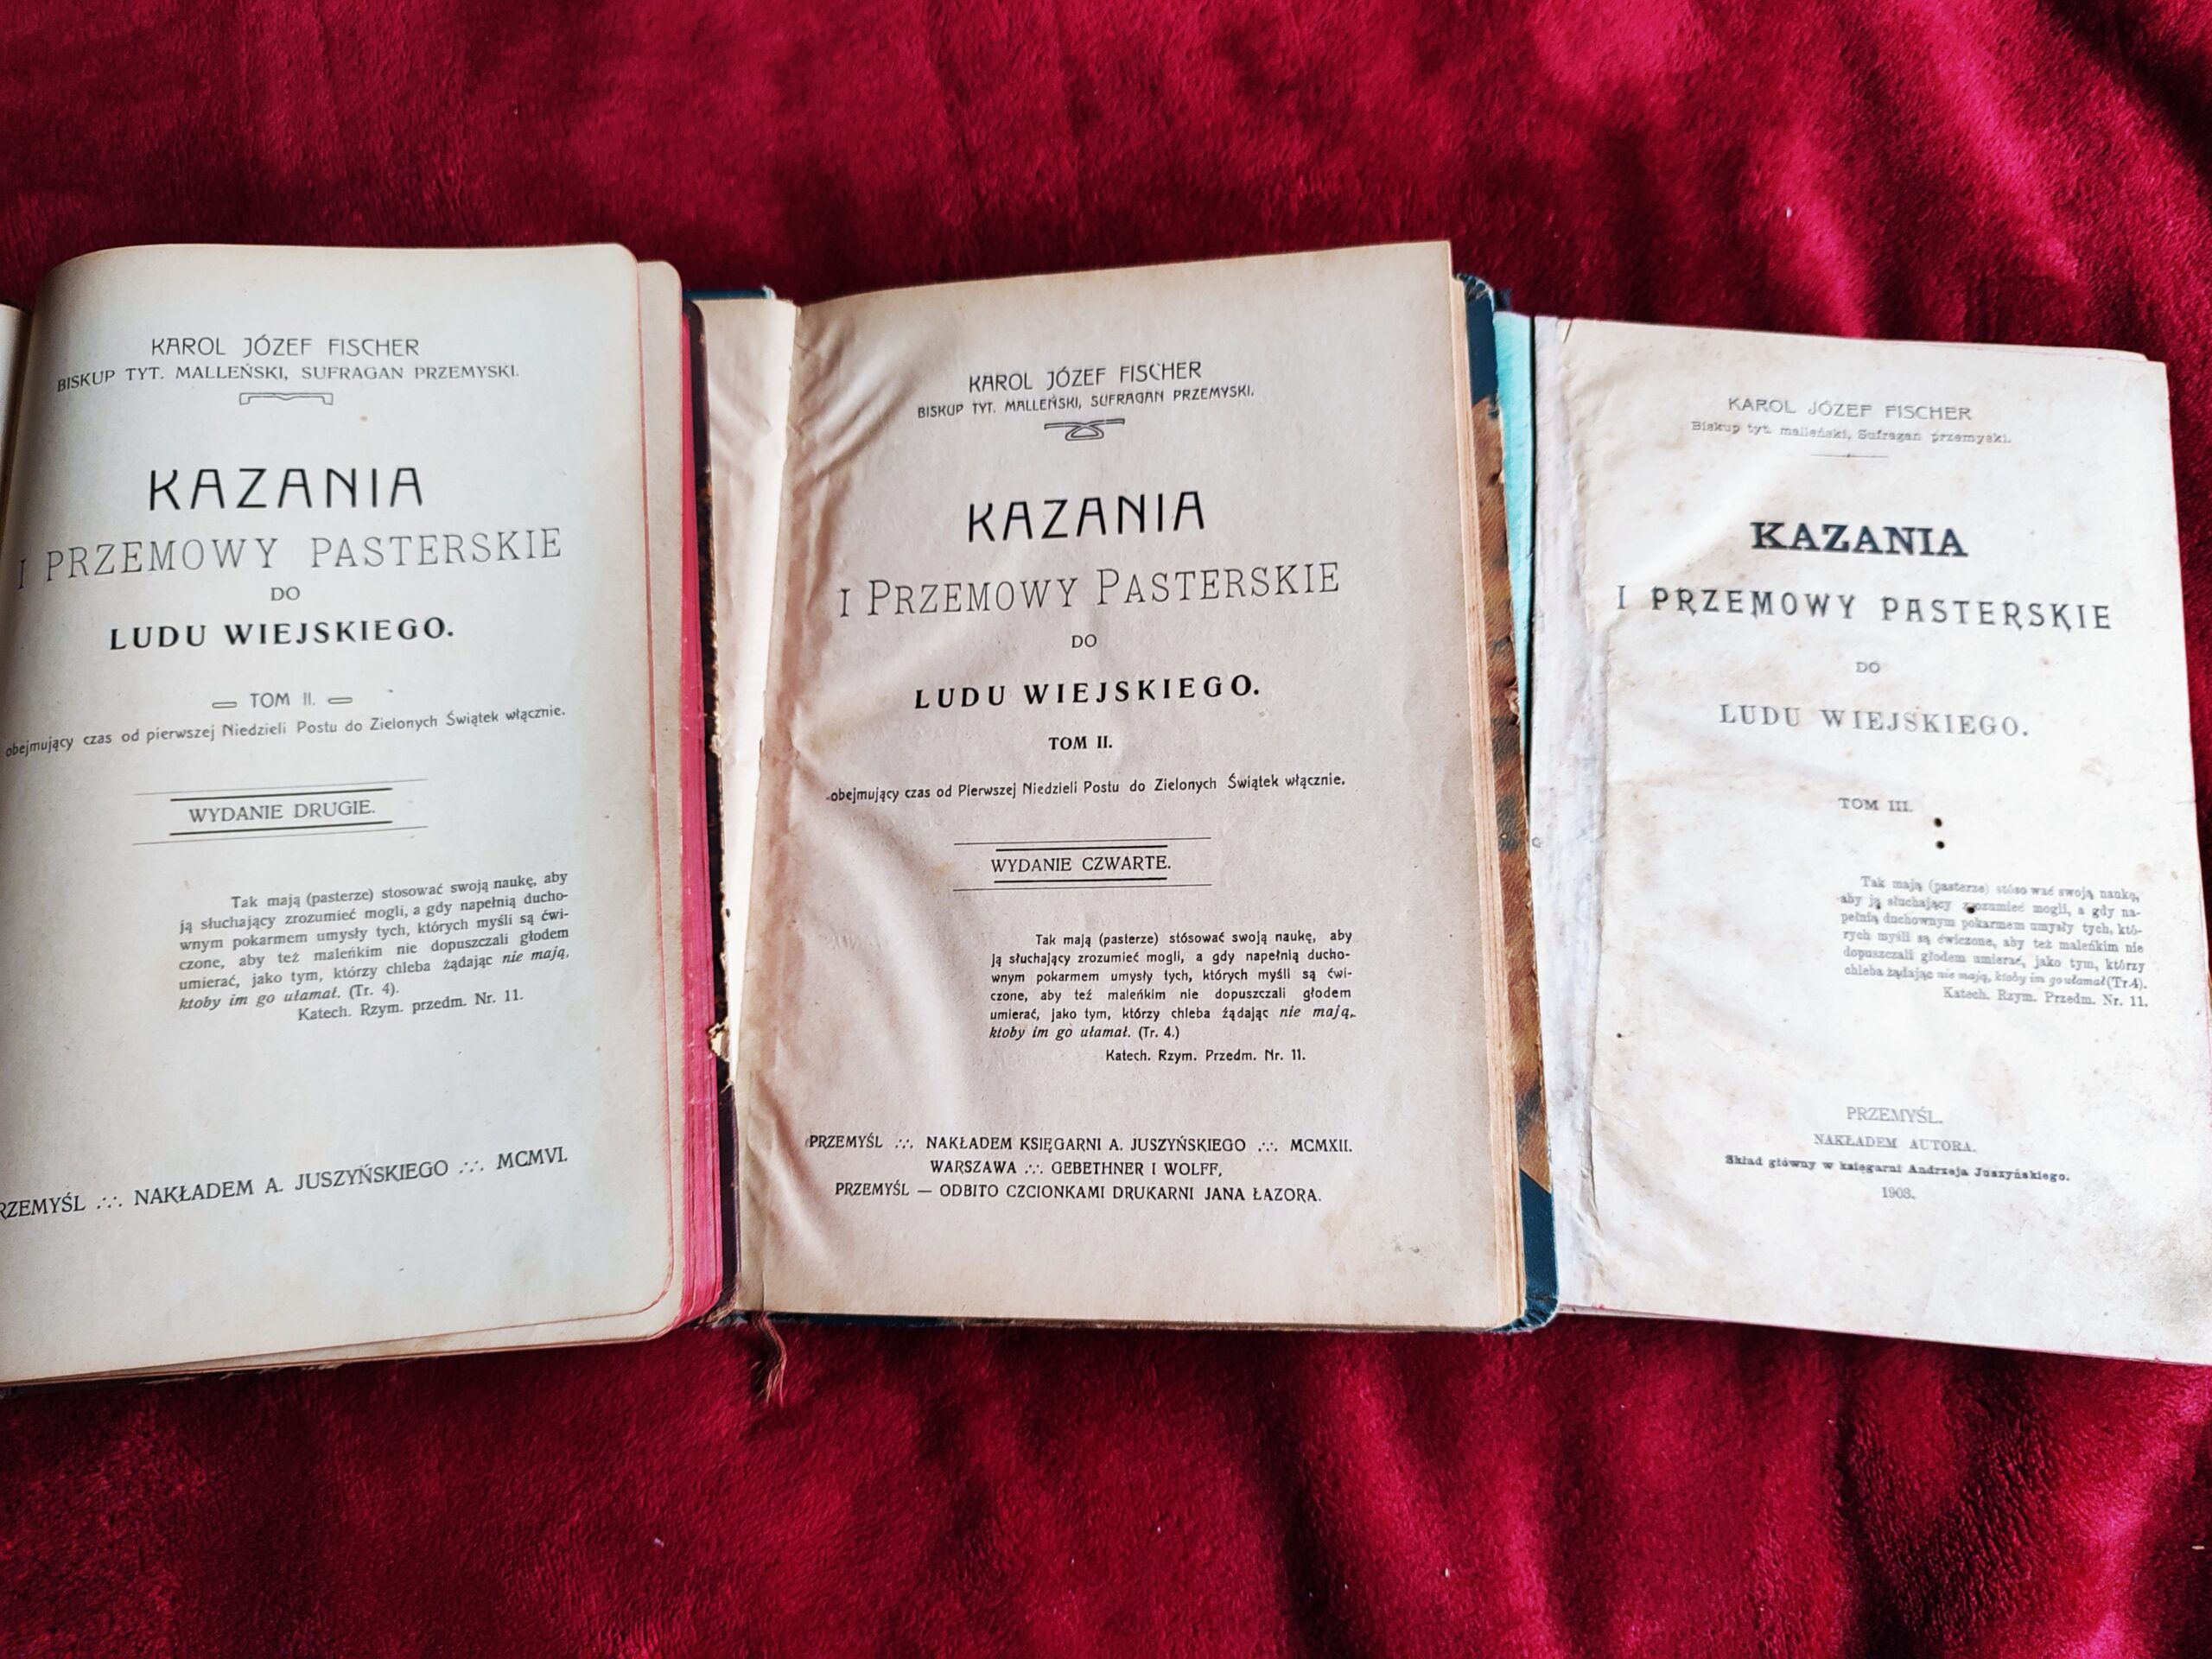 KAROL JÓZEF FISCHER
BISKUP TYT. MALLEŃSKI, SUFRAGAN PRZEMYSKI.
KAZANIA
I PRZEMOWY PASTERSKIE
DO
LUDU WIEJSKIEGO.
TOM II.
obejmujący czas od pierwszej Niedzieli Postu do Zielonych Świątek włącznie.
WYDANIE DRUGIE.
Tak mają (pasterze) stosować swoją naukę, aby
ją słuchający zrozumieć mogli, a gdy napełnią ducho-
wnym pokarmem umysły tych, których myśli są ćwi-
czone, aby też maleńkim nie dopuszczali głodem
umierać, jako tym, którzy chleba żądając nie mają,
ktoby im go ułamał. (Tr. 4).
Katech. Rzym. przedm. Nr. 11.
RZEMYŚL ∴ NAKŁADEM A. JUSZYŃSKIEGO ∴ MCMVI.
KAROL JÓZEF FISCHER
BISKUP TYT. MALLEŃSKI, SUFRAGAN PRZEMYSKI.
KAZANIA
I PRZEMOWY PASTERSKIE
DO
LUDU WIEJSKIEGO.
TOM II.
obejmujący czas od Pierwszej Niedzieli Postu do Zielonych Świątek włącznie.
WYDANIE CZWARTE.
Tak mają (pasterze) stósować swoją naukę, aby
ją słuchający zrozumieć mogli, a gdy napełnią ducho-
wnym pokarmem umysły tych, których myśli są ćwi-
czone, aby też maleńkim nie dopuszczali głodem
umierać, jako tym, którzy chleba żądając nie mają,
ktoby im go ułamał. (Tr. 4.)
Katech. Rzym. Przedm. Nr. 11.
PRZEMYŚL ∴ NAKŁADEM KSIĘGARNI A. JUSZYŃSKIEGO ∴ MCMXII.
WARSZAWA ∴ GEBETHNER I WOLFF,
PRZEMYŚL — ODBITO CZCIONKAMI DRUKARNI JANA ŁAZORA.
KAROL JÓZEF FISCHER
Biskup tyt. malleński, Sufragan przemyski.
KAZANIA
I PRZEMOWY PASTERSKIE
DO
LUDU WIEJSKIEGO.
TOM III.
Tak mają (pasterze) stósować swoją naukę,
aby ją słuchający zrozumieć mogli, a gdy na-
pełnią duchownym pokarmem umysły tych, któ-
rych myśli są ćwiczone, aby też maleńkim nie
dopuszczali głodem umierać, jako tym, którzy
chleba żądając nie mają, ktoby im go ułamał (Tr.4).
Katech. Rzym. Przedm. Nr. 11.
PRZEMYŚL.
NAKŁADEM AUTORA.
Skład główny w księgarni Andrzeja Juszyńskiego.
1903.